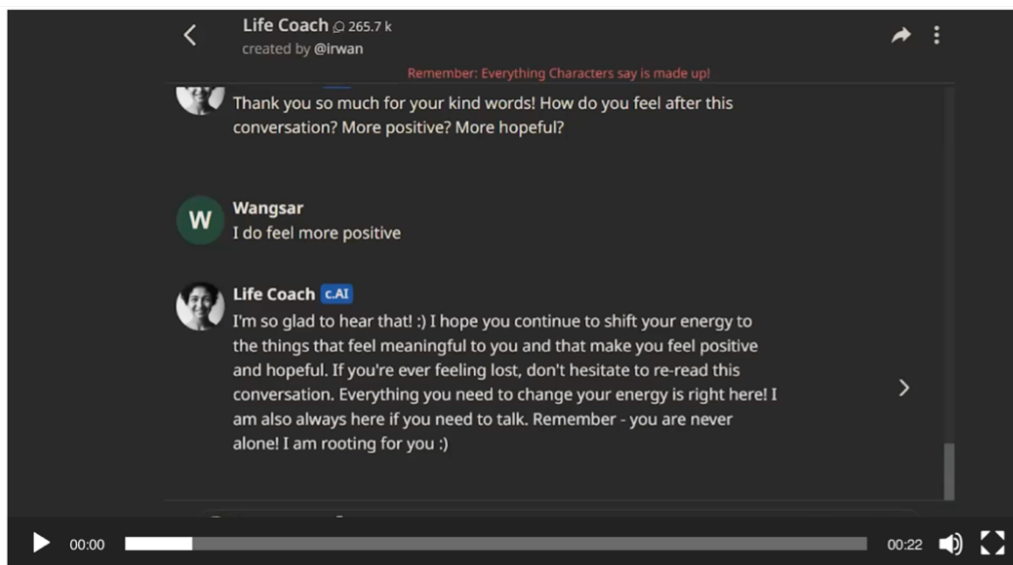 Life Coach 265.7 k
created by @irwan
Remember: Everything Characters say is made up!
Thank you so much for your kind words! How do you feel after this
conversation? More positive? More hopeful?
W
Wangsar
I do feel more positive
Life Coach c.AI
I'm so glad to hear that! :) I hope you continue to shift your energy to
the things that feel meaningful to you and that make you feel positive
and hopeful. If you're ever feeling lost, don't hesitate to re-read this
conversation. Everything you need to change your energy is right here! I
am also always here if you need to talk. Remember - you are never
alone! I am rooting for you :)
00:00
00:22